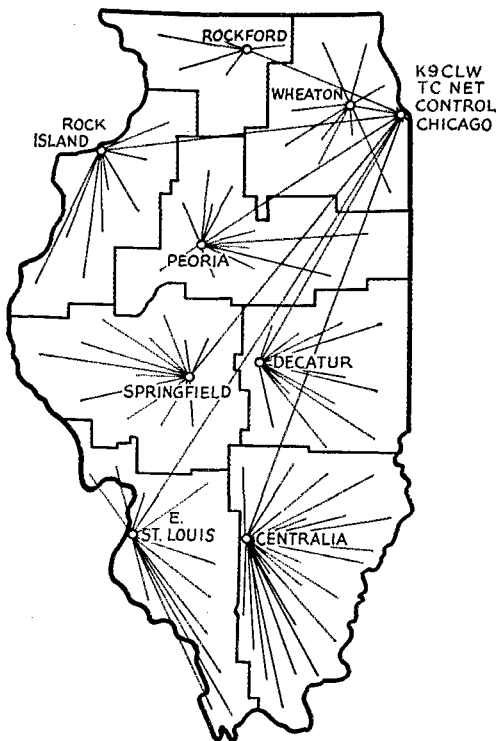 ROCKFORD
WHEATON
K9CLW
TC NET
CONTROL
CHICAGO
ROCK
ISLAND
PEORIA
SPRINGFIELD
DECATUR
E.
ST. LOUIS
CENTRALIA